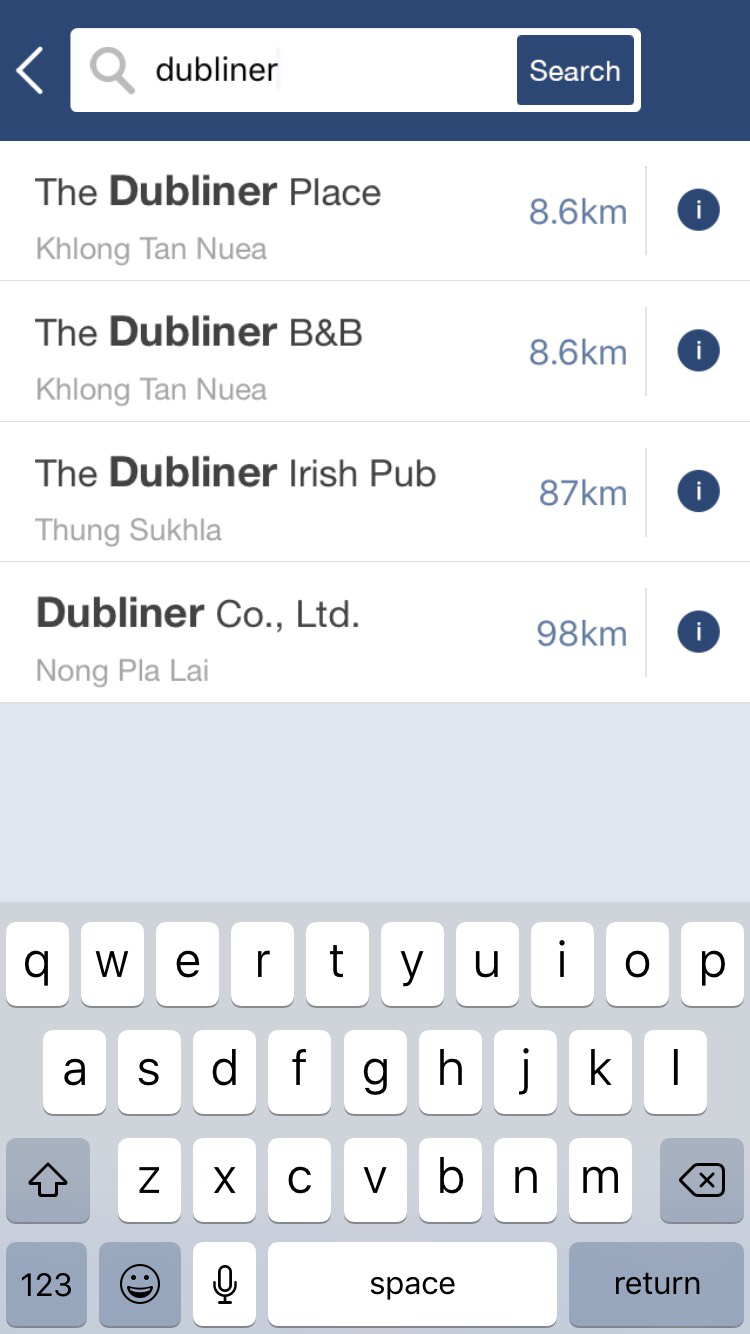 dubliner
Search
The Dubliner Place
8.6km
i
Khlong Tan Nuea
The Dubliner B&B
8.6km
i
Khlong Tan Nuea
The Dubliner Irish Pub
87km
i
Thung Sukhla
Dubliner Co., Ltd.
98km
i
Nong Pla Lai
q w e r t y u i o p
a s d f g h j k l
z x c v b n m
123 space return